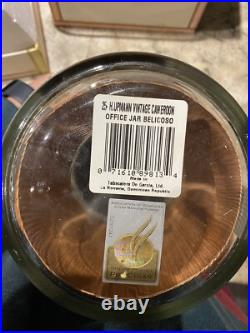 25- H.UPMANN VINTAGE CAMEROON
OFFICE JAR BELICOSO
0 71610 89813 4
Made in
Tabacalera De Garcia, Ltd.
La Romana, Dominican Republic